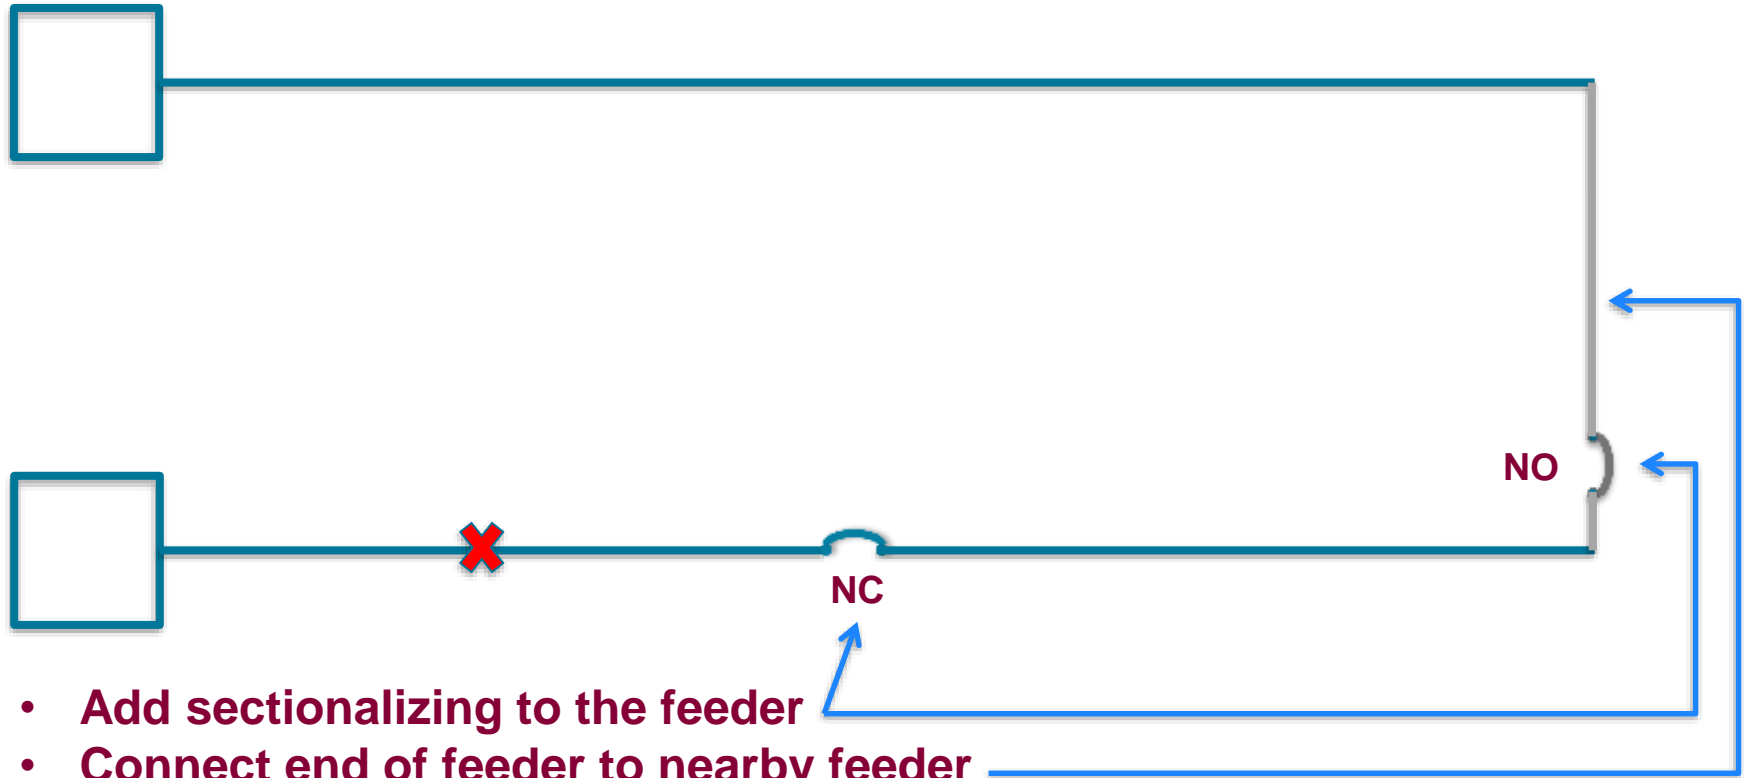 NO
NC
• Add sectionalizing to the feeder
• Connect end of feeder to nearby feeder